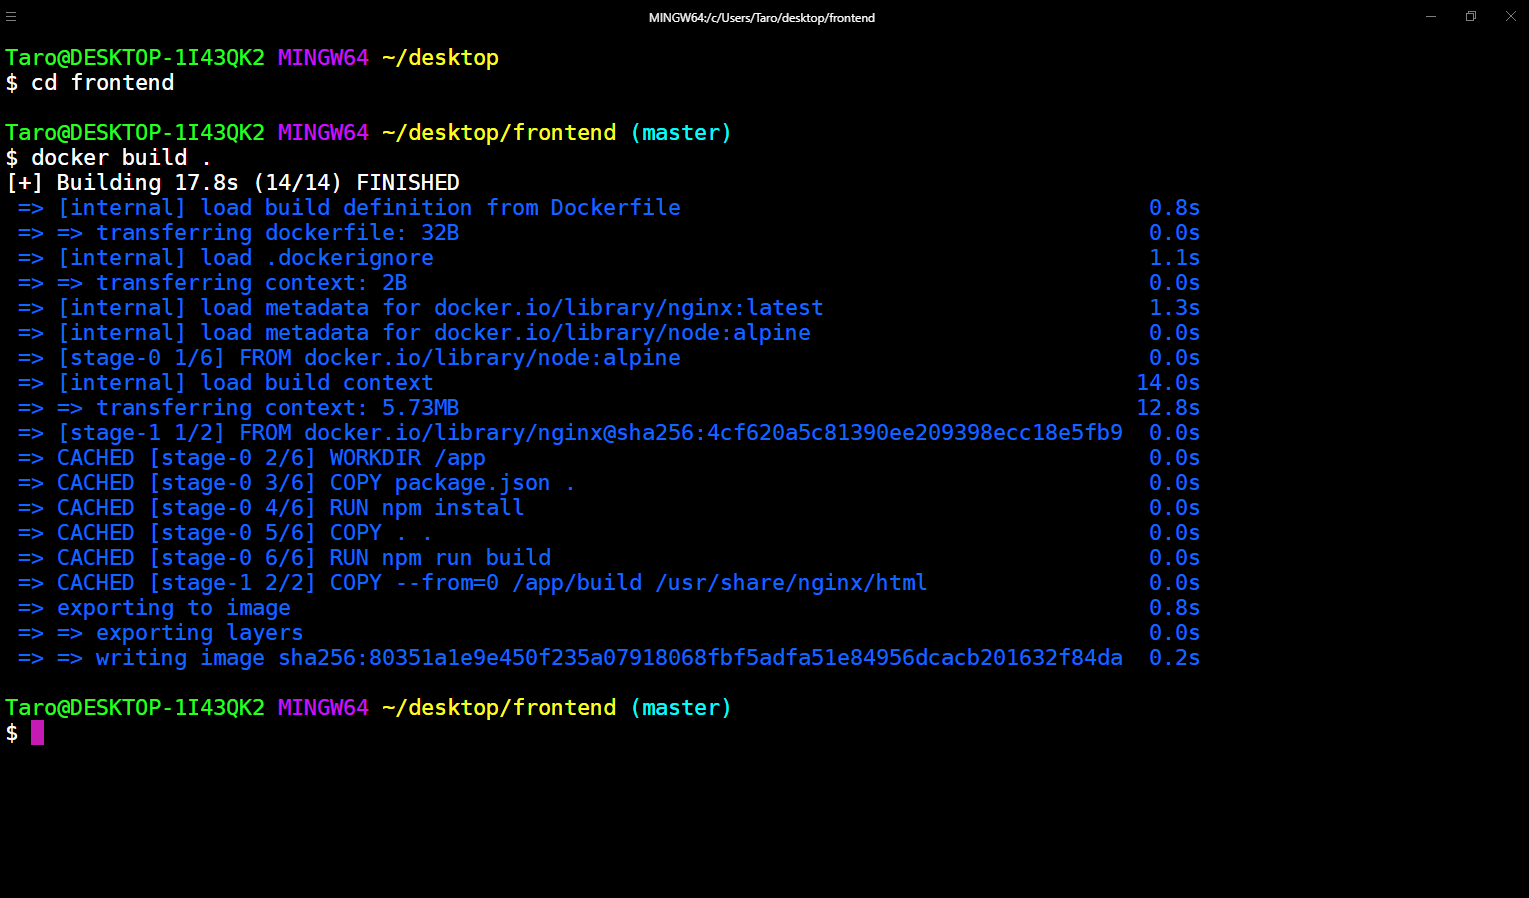 MINGW64:/c/Users/Taro/desktop/frontend
Taro@DESKTOP-1I43QK2 MINGW64 ~/desktop
$ cd frontend
Taro@DESKTOP-1I43QK2 MINGW64 ~/desktop/frontend (master)
$ docker build .
[+] Building 17.8s (14/14) FINISHED
=> [internal] load build definition from Dockerfile 0.8s
=> => transferring dockerfile: 32B 0.0s
=> [internal] load .dockerignore 1.1s
=> => transferring context: 2B 0.0s
=> [internal] load metadata for docker.io/library/nginx:latest 1.3s
=> [internal] load metadata for docker.io/library/node:alpine 0.0s
=> [stage-0 1/6] FROM docker.io/library/node:alpine 0.0s
=> [internal] load build context 14.0s
=> => transferring context: 5.73MB 12.8s
=> [stage-1 1/2] FROM docker.io/library/nginx@sha256:4cf620a5c81390ee209398ecc18e5fb9 0.0s
=> CACHED [stage-0 2/6] WORKDIR /app 0.0s
=> CACHED [stage-0 3/6] COPY package.json . 0.0s
=> CACHED [stage-0 4/6] RUN npm install 0.0s
=> CACHED [stage-0 5/6] COPY . . 0.0s
=> CACHED [stage-0 6/6] RUN npm run build 0.0s
=> CACHED [stage-1 2/2] COPY --from=0 /app/build /usr/share/nginx/html 0.0s
=> exporting to image 0.8s
=> => exporting layers 0.0s
=> => writing image sha256:80351a1e9e450f235a07918068fbf5adfa51e84956dcacb201632f84da 0.2s
Taro@DESKTOP-1I43QK2 MINGW64 ~/desktop/frontend (master)
$